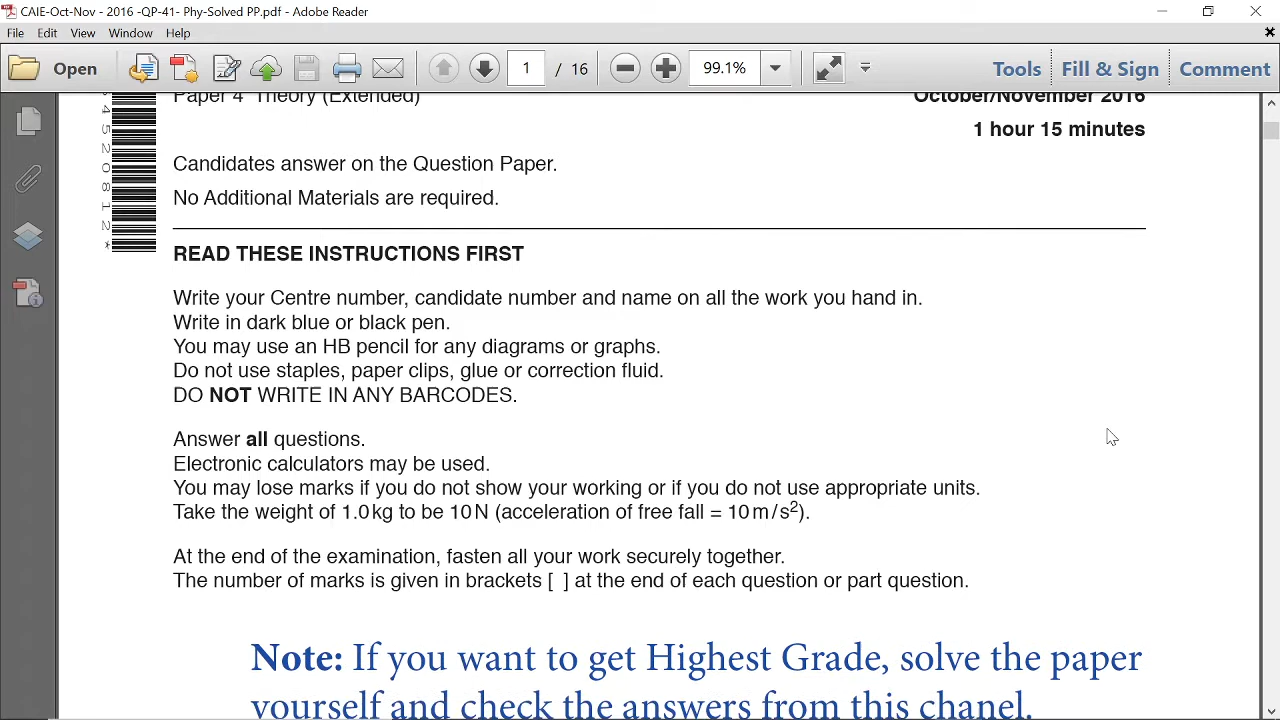 CAIE-Oct-Nov - 2016 -QP-41- Phy-Solved PP.pdf - Adobe Reader
File Edit View Window Help
Open 1 / 16 99.1% Tools Fill & Sign Comment
Paper 4 Theory (Extended) October/November 2016
1 hour 15 minutes
Candidates answer on the Question Paper.
No Additional Materials are required.
READ THESE INSTRUCTIONS FIRST
Write your Centre number, candidate number and name on all the work you hand in.
Write in dark blue or black pen.
You may use an HB pencil for any diagrams or graphs.
Do not use staples, paper clips, glue or correction fluid.
DO NOT WRITE IN ANY BARCODES.
Answer all questions.
Electronic calculators may be used.
You may lose marks if you do not show your working or if you do not use appropriate units.
Take the weight of 1.0 kg to be 10 N (acceleration of free fall = 10 m / s²).
At the end of the examination, fasten all your work securely together.
The number of marks is given in brackets [ ] at the end of each question or part question.
Note: If you want to get Highest Grade, solve the paper
yourself and check the answers from this chanel.